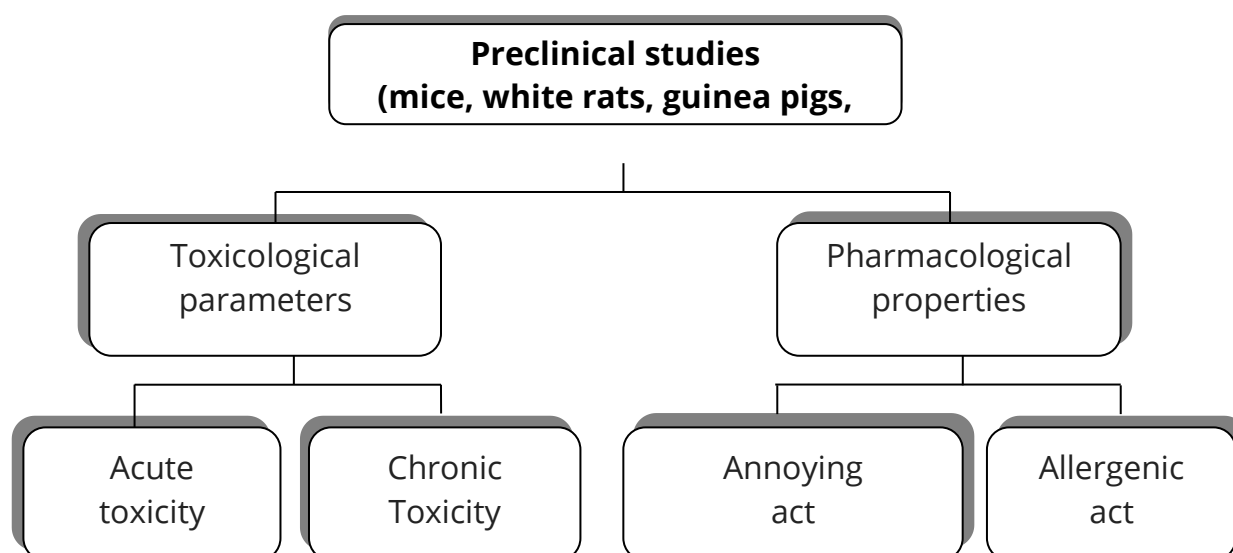 Preclinical studies
(mice, white rats, guinea pigs,
Toxicological
parameters
Pharmacological
properties
Acute
toxicity
Chronic
Toxicity
Annoying
act
Allergenic
act